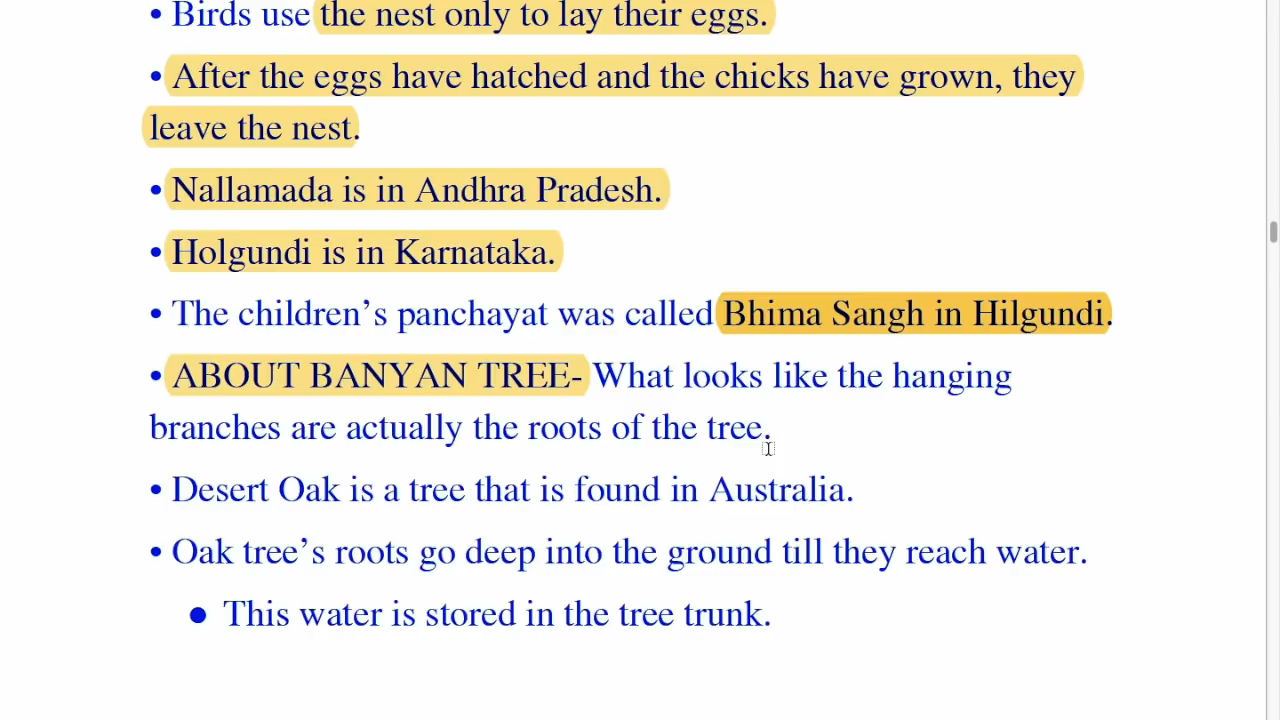 • Birds use the nest only to lay their eggs.
• After the eggs have hatched and the chicks have grown, they
leave the nest.
• Nallamada is in Andhra Pradesh.
• Holgundi is in Karnataka.
• The children’s panchayat was called Bhima Sangh in Hilgundi.
• ABOUT BANYAN TREE- What looks like the hanging
branches are actually the roots of the tree.
• Desert Oak is a tree that is found in Australia.
• Oak tree’s roots go deep into the ground till they reach water.
● This water is stored in the tree trunk.